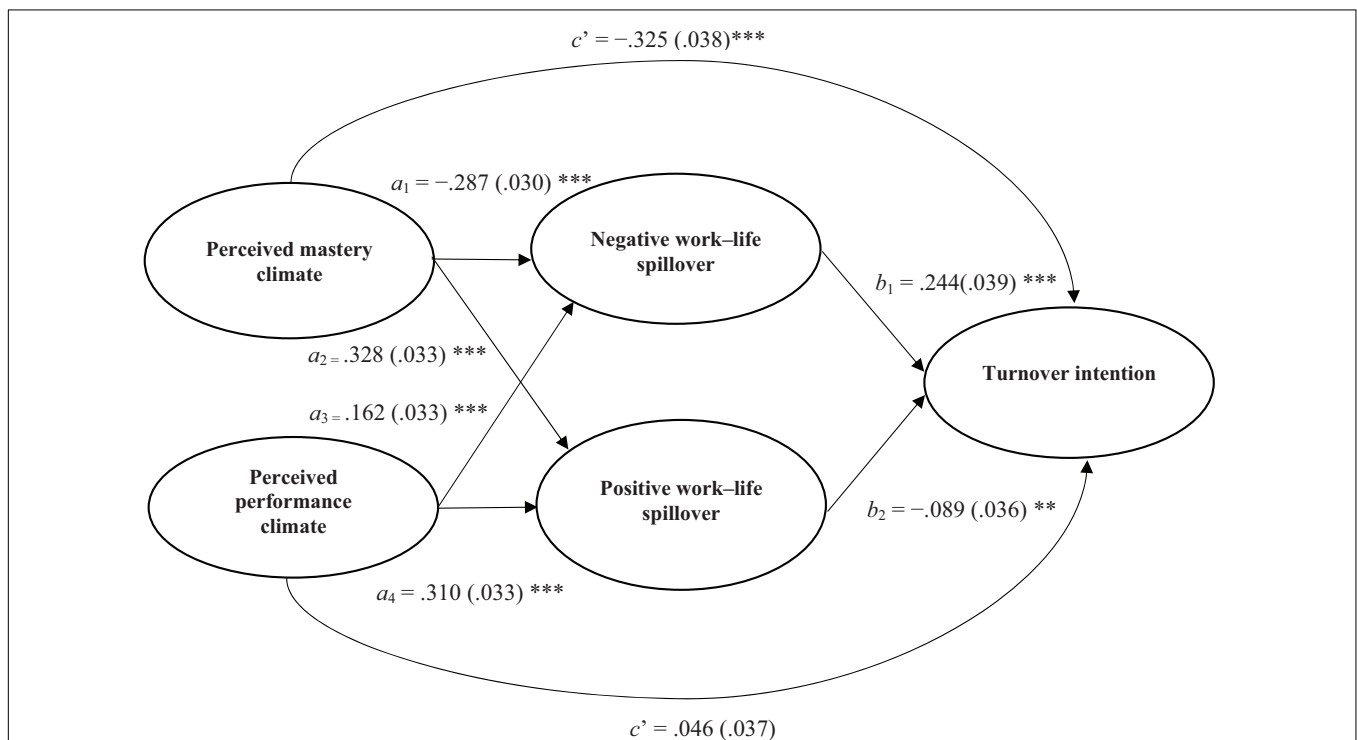 c’ = −.325 (.038)***
a1 = −.287 (.030) ***
Perceived mastery
climate
Negative work–life
spillover
b1 = .244(.039) ***
a2 = .328 (.033) ***
Turnover intention
a3 = .162 (.033) ***
Perceived
performance
climate
Positive work–life
spillover
b2 = −.089 (.036) **
a4 = .310 (.033) ***
c’ = .046 (.037)